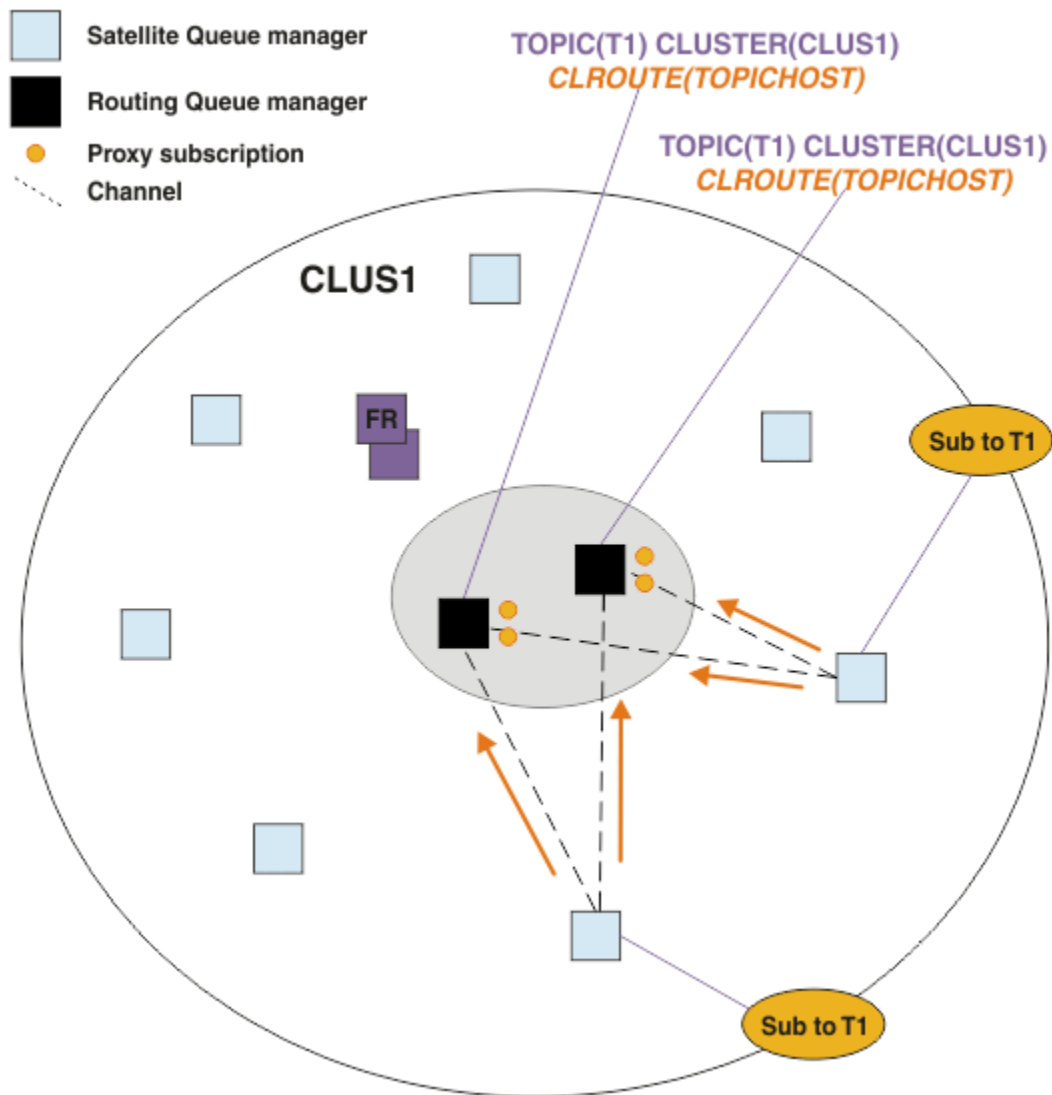 Satellite Queue manager
Routing Queue manager
Proxy subscription
Channel
TOPIC(T1) CLUSTER(CLUS1)
CLROUTE(TOPICHOST)
TOPIC(T1) CLUSTER(CLUS1)
CLROUTE(TOPICHOST)
CLUS1
FR
Sub to T1
Sub to T1